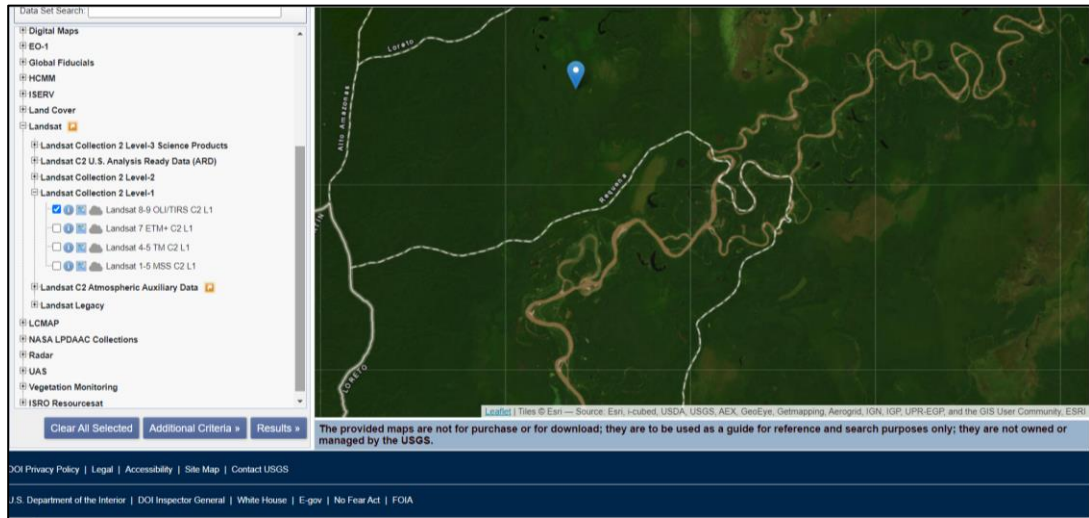 Data Set Search:
Digital Maps
EO-1
Global Fiducials
HCMM
ISERV
Land Cover
Landsat
Landsat Collection 2 Level-3 Science Products
Landsat C2 U.S. Analysis Ready Data (ARD)
Landsat Collection 2 Level-2
Landsat Collection 2 Level-1
Landsat 8-9 OLI/TIRS C2 L1
Landsat 7 ETM+ C2 L1
Landsat 4-5 TM C2 L1
Landsat 1-5 MSS C2 L1
Landsat C2 Atmospheric Auxiliary Data
Landsat Legacy
LCMAP
NASA LPDAAC Collections
Radar
UAS
Vegetation Monitoring
ISRO Resourcesat
Clear All Selected Additional Criteria » Results »
Loreto
Alto Amazonas
Requena
LORETO
Leaflet | Tiles © Esri — Source: Esri, i-cubed, USDA, USGS, AEX, GeoEye, Getmapping, Aerogrid, IGN, IGP, UPR-EGP, and the GIS User Community, ESRI
The provided maps are not for purchase or for download; they are to be used as a guide for reference and search purposes only; they are not owned or
managed by the USGS.
DOI Privacy Policy | Legal | Accessibility | Site Map | Contact USGS
U.S. Department of the Interior | DOI Inspector General | White House | E-gov | No Fear Act | FOIA